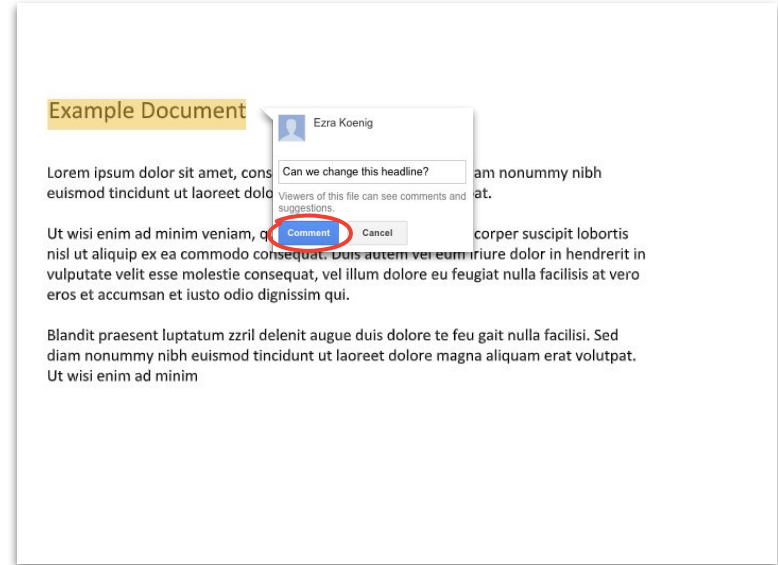 Example Document
Ezra Koenig
Can we change this headline?
Viewers of this file can see comments and
suggestions.
Comment Cancel
Lorem ipsum dolor sit amet, cons am nonummy nibh
euismod tincidunt ut laoreet dolo at.
Ut wisi enim ad minim veniam, q corper suscipit lobortis
nisl ut aliquip ex ea commodo consequat. Duis autem vel eum iriure dolor in hendrerit in
vulputate velit esse molestie consequat, vel illum dolore eu feugiat nulla facilisis at vero
eros et accumsan et iusto odio dignissim qui.
Blandit praesent luptatum zzril delenit augue duis dolore te feu gait nulla facilisi. Sed
diam nonummy nibh euismod tincidunt ut laoreet dolore magna aliquam erat volutpat.
Ut wisi enim ad minim